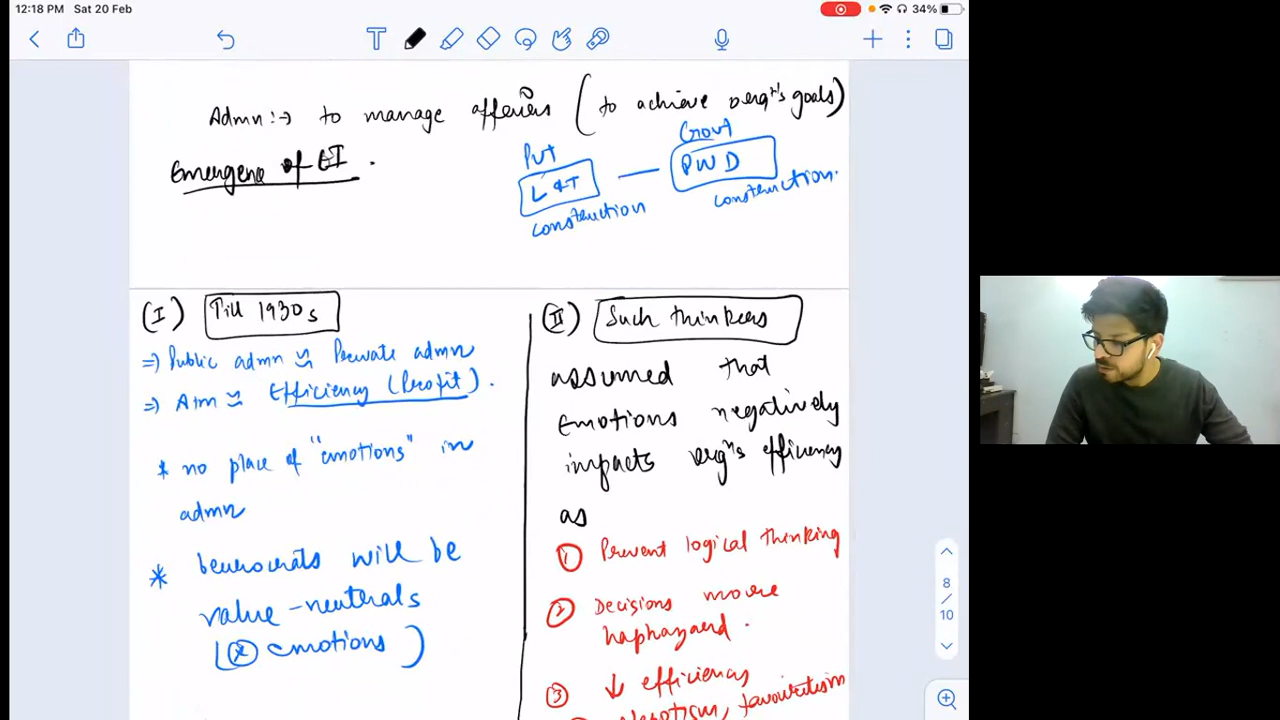 12:18 PM Sat 20 Feb
34%
Admn :→ to manage affairs (to achieve orgn's goals)
Emergene of EI .
Pvt
L &T
construction
Govt
PWD
construction.
(I) Till 1930s
⇒ Public admn ≌ Private admn
⇒ Aim ≌ Efficiency (Profit).
* no place of "emotions" in
admn
* beurocrats will be
value-neutrals
(ⓧ emotions)
(II) Such thinkers
assumed that
Emotions negatively
impacts orgn's efficiency
as
① Prevent logical thinking
② Decisions more
haphazard.
③ ↓ efficiency
Nepotism, favouritism
8
/
10